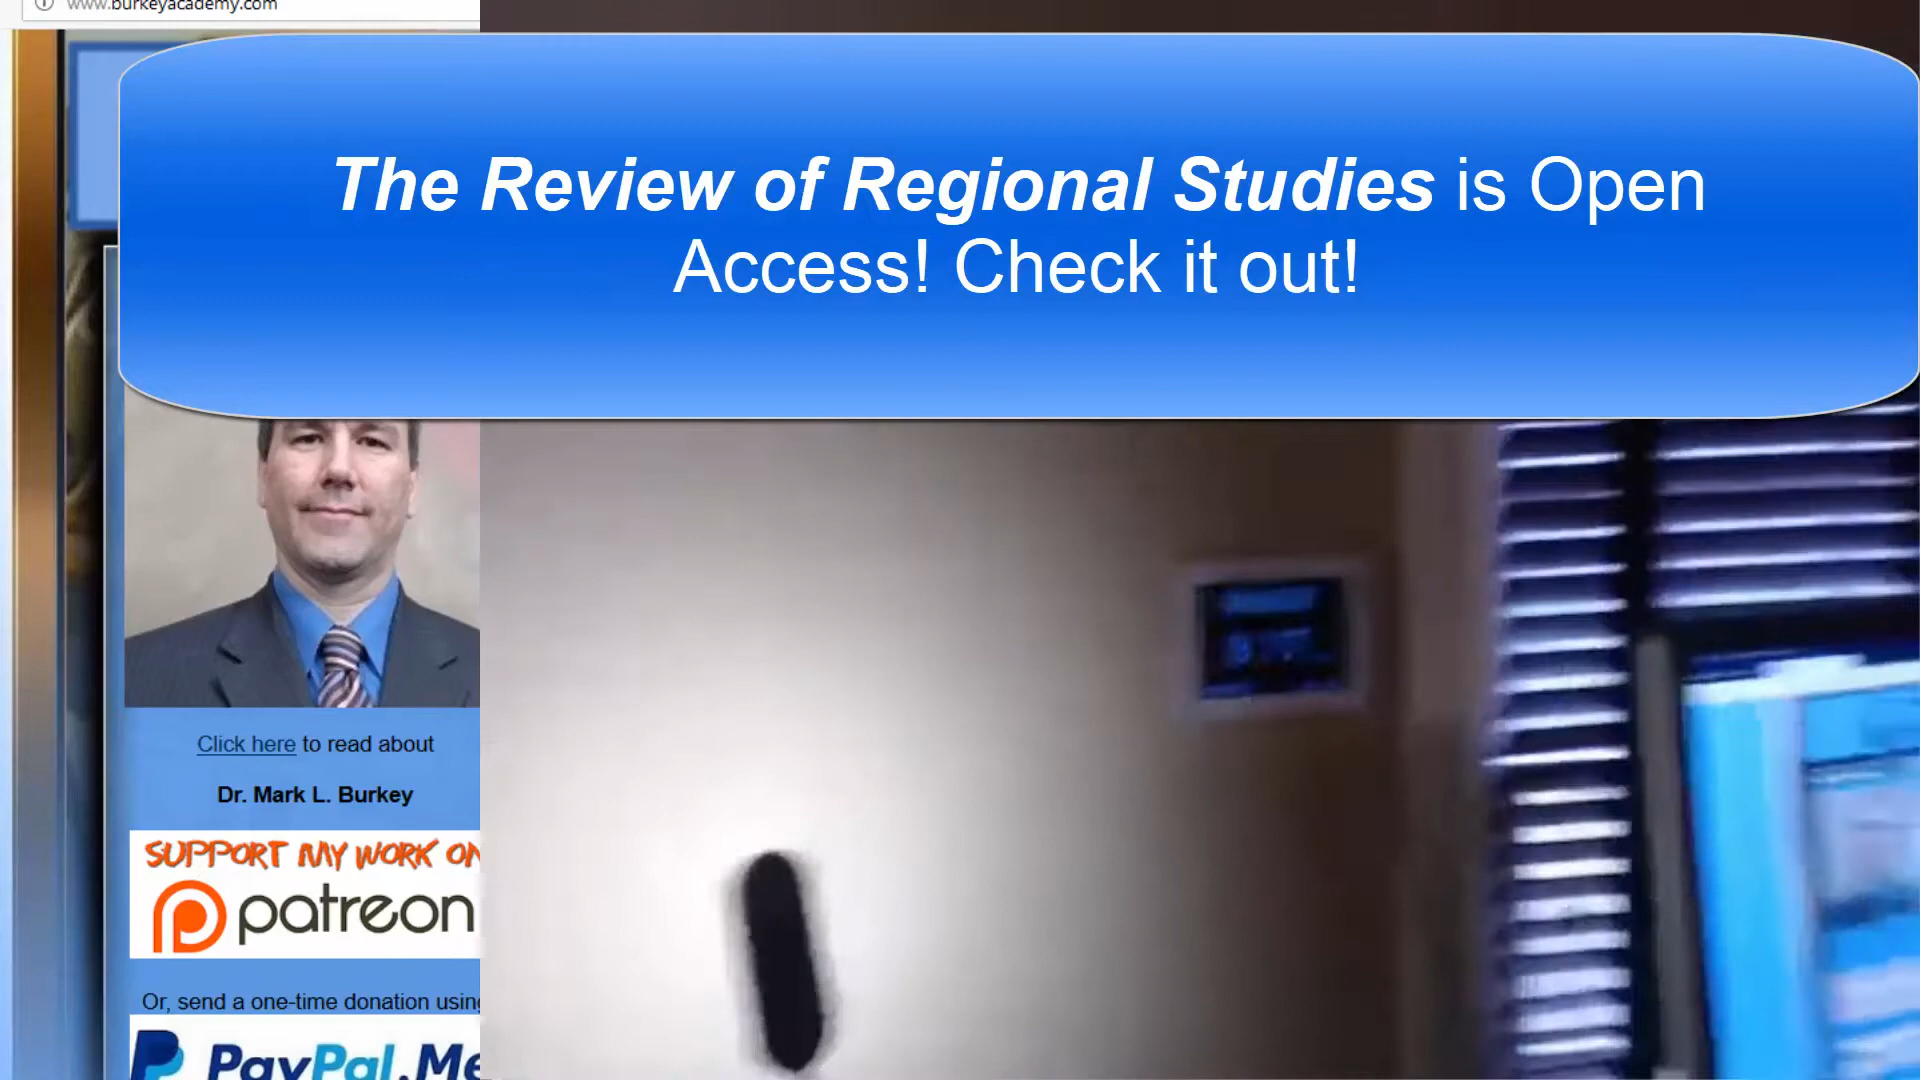 www.burkeyacademy.com
The Review of Regional Studies is Open
Access! Check it out!
Click here to read about
Dr. Mark L. Burkey
SUPPORT MY WORK ON
patreon
Or, send a one-time donation using
PayPal.Me